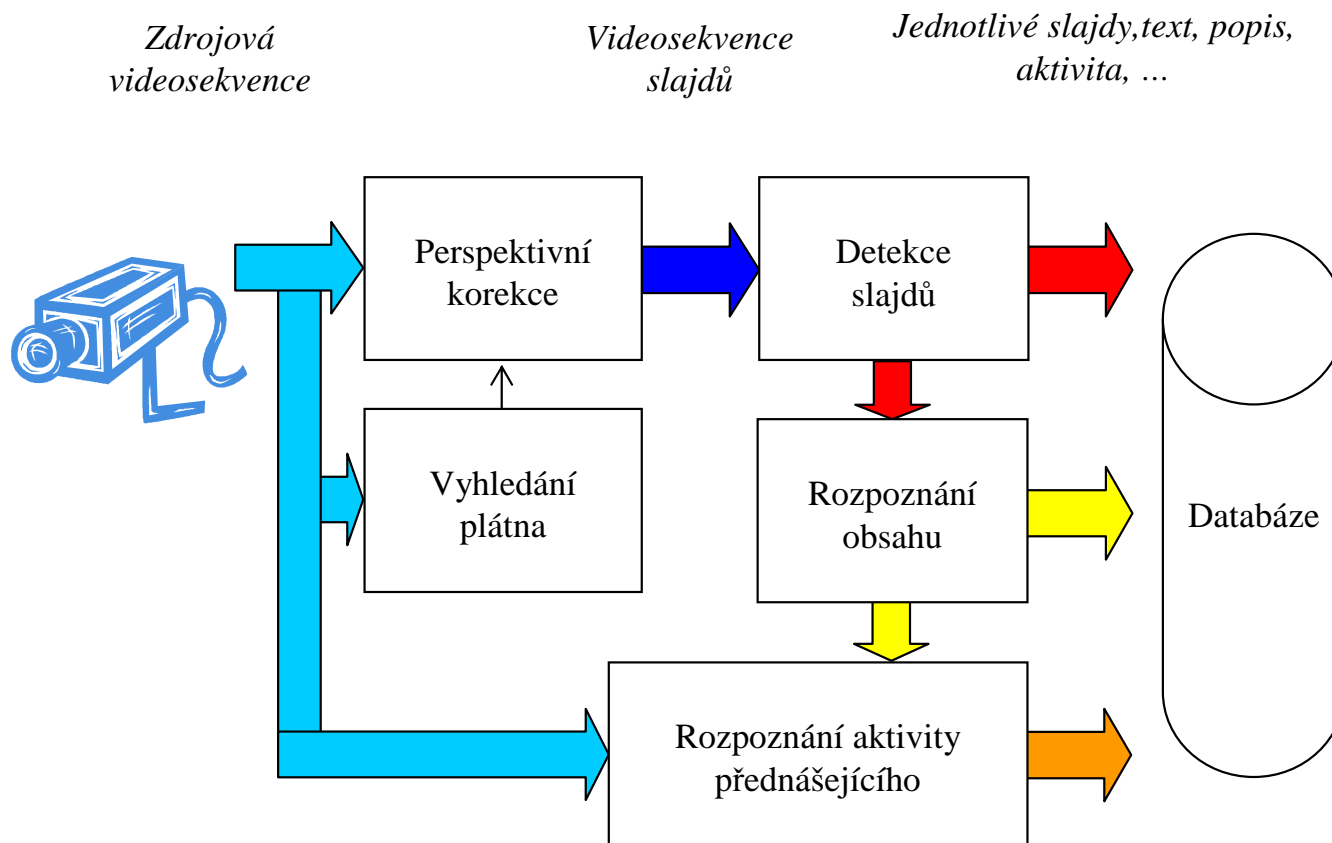 Zdrojová
videosekvence
Videosekvence
slajdů
Jednotlivé slajdy,text, popis,
aktivita, …
Perspektivní
korekce
Detekce
slajdů
Vyhledání
plátna
Rozpoznání
obsahu
Databáze
Rozpoznání aktivity
přednášejícího